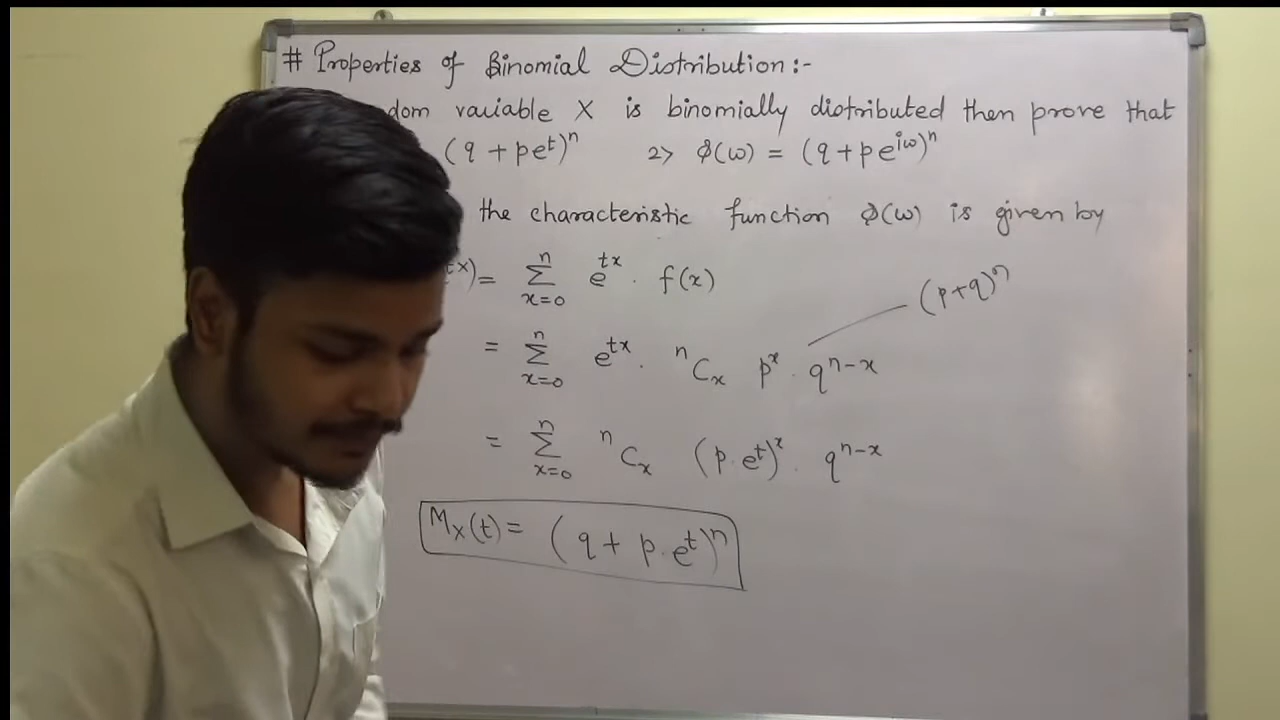 # Properties of Binomial Distribution :-
dom variable X is binomially distributed then prove that
(q + pe^t)^n 2> φ(ω) = (q + pe^{iω})^n
the characteristic function φ(ω) is given by
= Σ_{x=0}^{n} e^{tx} . f(x)
(p+q)^n
= Σ_{x=0}^{n} e^{tx} . ^nC_x p^x . q^{n-x}
= Σ_{x=0}^{n} ^nC_x (p.e^t)^x . q^{n-x}
M_X(t) = (q + p.e^t)^n